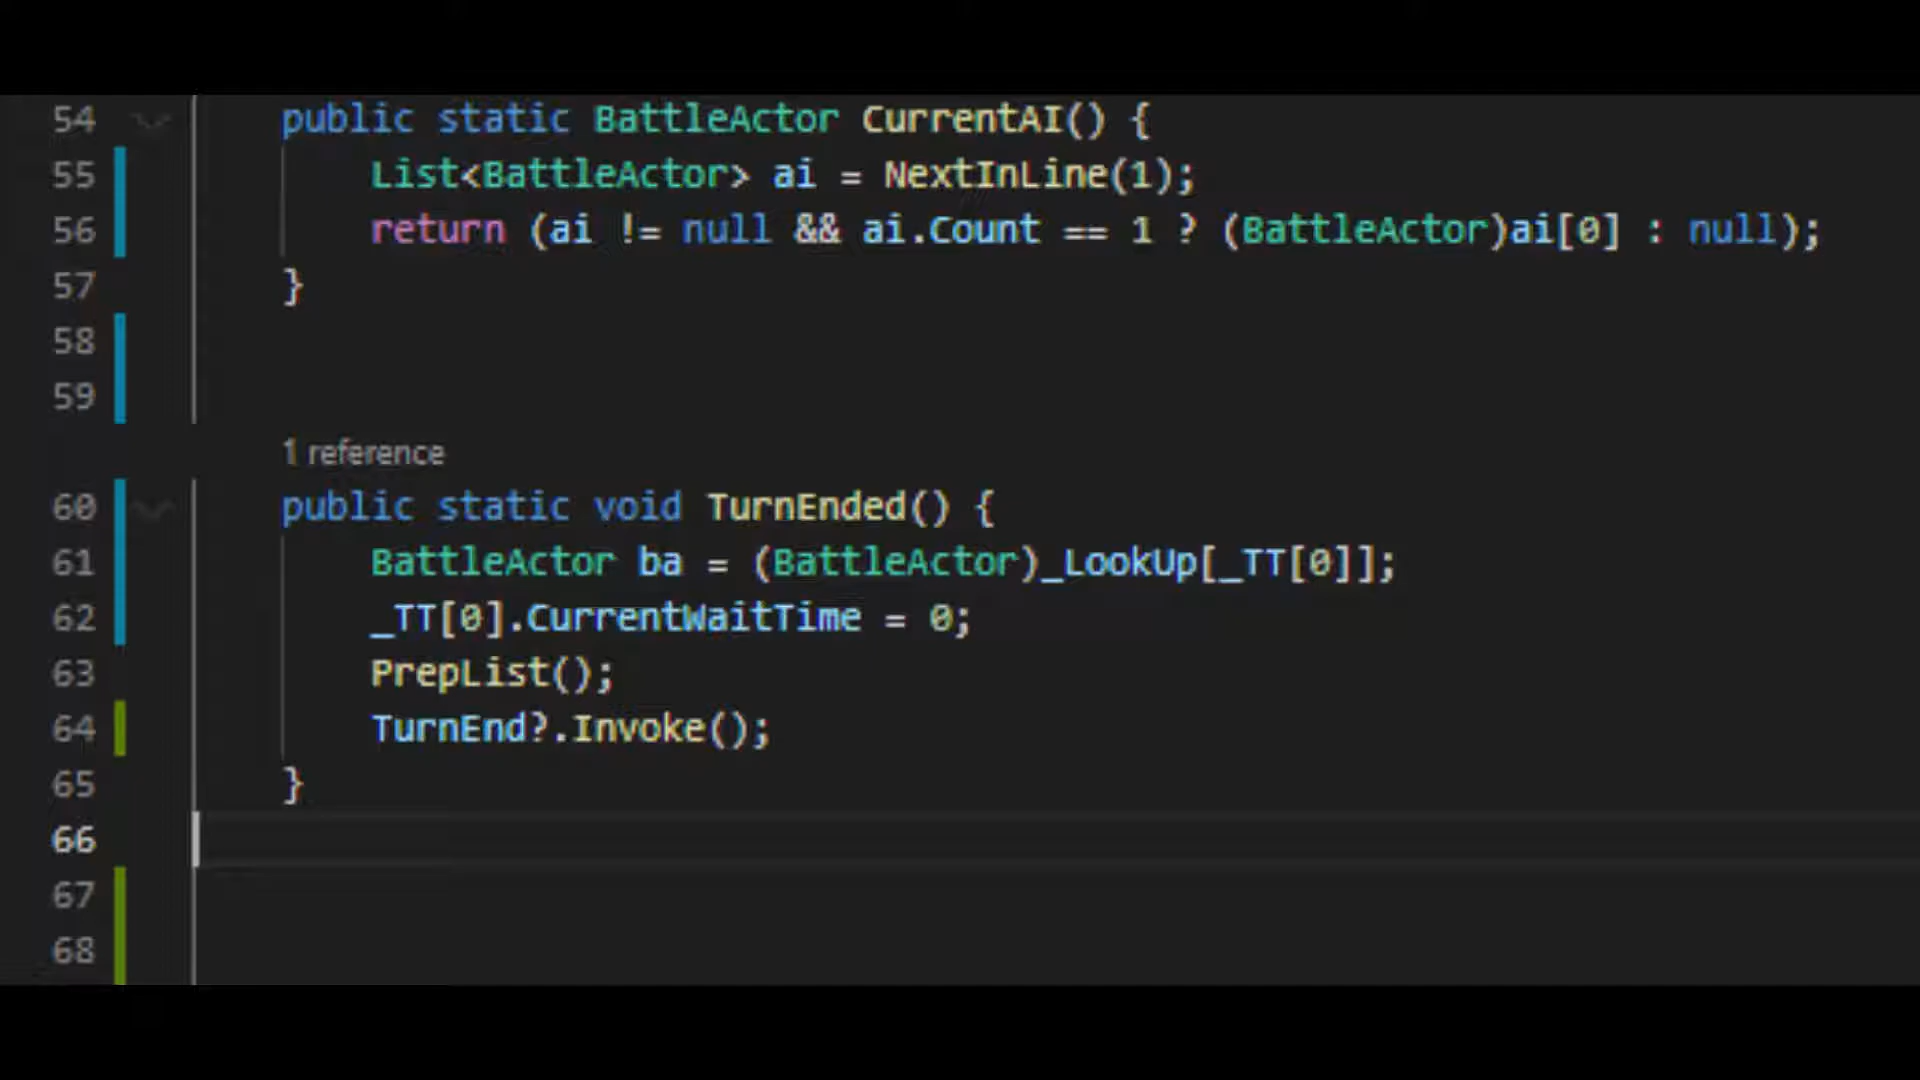 54 public static BattleActor CurrentAI() {
55 List<BattleActor> ai = NextInLine(1);
56 return (ai != null && ai.Count == 1 ? (BattleActor)ai[0] : null);
57 }
58
59
1 reference
60 public static void TurnEnded() {
61 BattleActor ba = (BattleActor)_LookUp[_TT[0]];
62 _TT[0].CurrentWaitTime = 0;
63 PrepList();
64 TurnEnd?.Invoke();
65 }
66
67
68